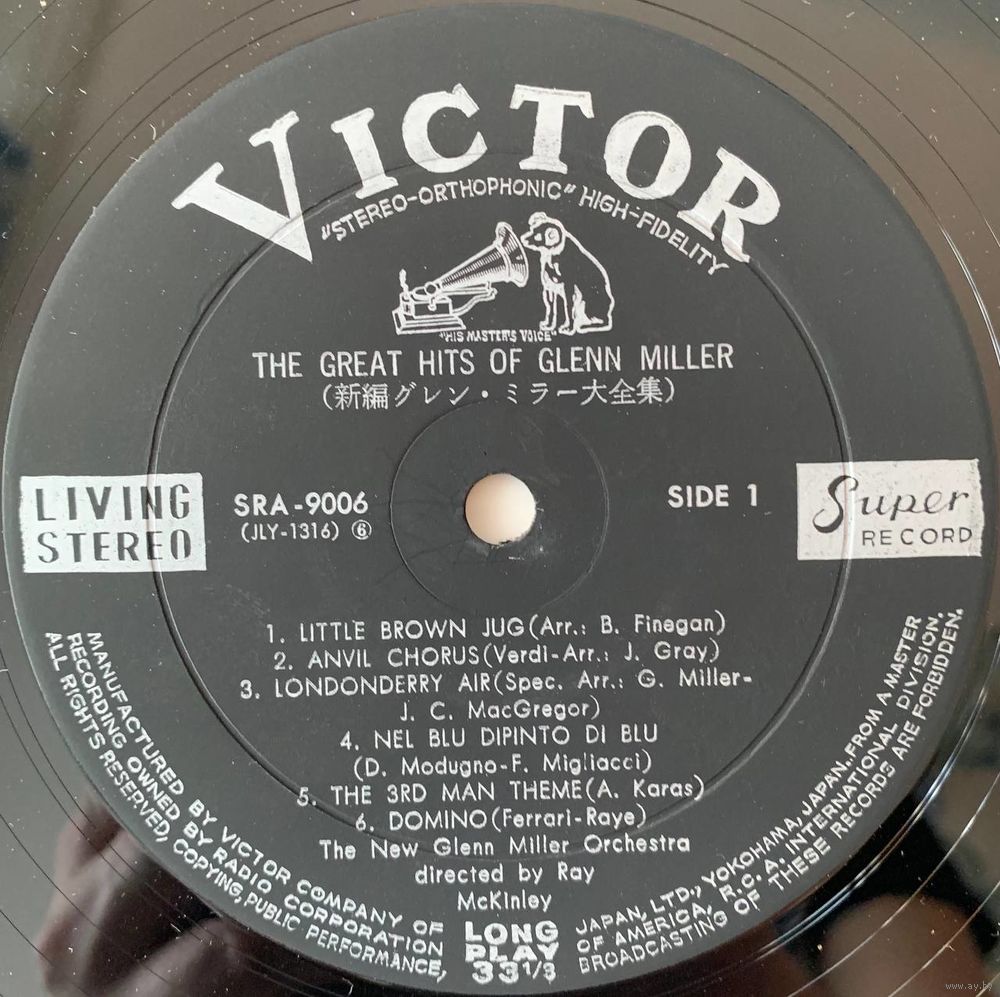 VICTOR
"STEREO-ORTHOPHONIC" HIGH-FIDELITY
"HIS MASTER'S VOICE"
THE GREAT HITS OF GLENN MILLER
(新編グレン・ミラー大全集)
LIVING
STEREO
SRA-9006
(JLY-1316) ⑥
SIDE 1
Super
RECORD
1. LITTLE BROWN JUG(Arr.: B. Finegan)
2. ANVIL CHORUS(Verdi-Arr.: J. Gray)
3. LONDONDERRY AIR(Spec. Arr.: G. Miller-
J. C. MacGregor)
4. NEL BLU DIPINTO DI BLU
(D. Modugno-F. Migliacci)
5. THE 3RD MAN THEME(A. Karas)
6. DOMINO(Ferrari-Raye)
The New Glenn Miller Orchestra
directed by Ray
McKinley
LONG
PLAY
33 1/3
MANUFACTURED BY VICTOR COMPANY OF JAPAN, LTD., YOKOHAMA, JAPAN, FROM A MASTER
RECORDING OWNED BY RADIO CORPORATION OF AMERICA, R.C.A. INTERNATIONAL DIVISION.
ALL RIGHTS RESERVED, COPYING, PUBLIC PERFORMANCE, BROADCASTING OF THESE RECORDS ARE FORBIDDEN.
www.ay.by